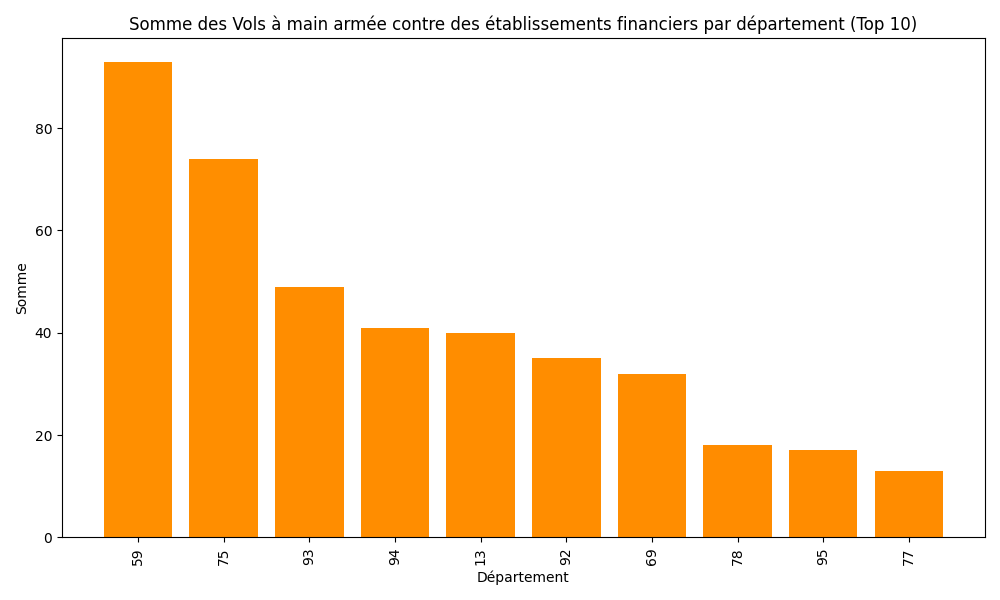 Somme des Vols à main armée contre des établissements financiers par département (Top 10)
Somme
80
60
40
20
0
59 75 93 94 13 92 69 78 95 77
Département